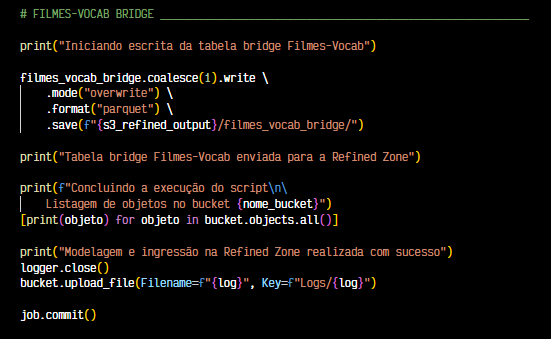 # FILMES-VOCAB BRIDGE ______________________________________________________
print("Iniciando escrita da tabela bridge Filmes-Vocab")
filmes_vocab_bridge.coalesce(1).write \
    .mode("overwrite") \
    .format("parquet") \
    .save(f"{s3_refined_output}/filmes_vocab_bridge/")
print("Tabela bridge Filmes-Vocab enviada para a Refined Zone")
print(f"Concluindo a execução do script\n\
    Listagem de objetos no bucket {nome_bucket}")
[print(objeto) for objeto in bucket.objects.all()]
print("Modelagem e ingressão na Refined Zone realizada com sucesso")
logger.close()
bucket.upload_file(Filename=f"{log}", Key=f"Logs/{log}")
job.commit()